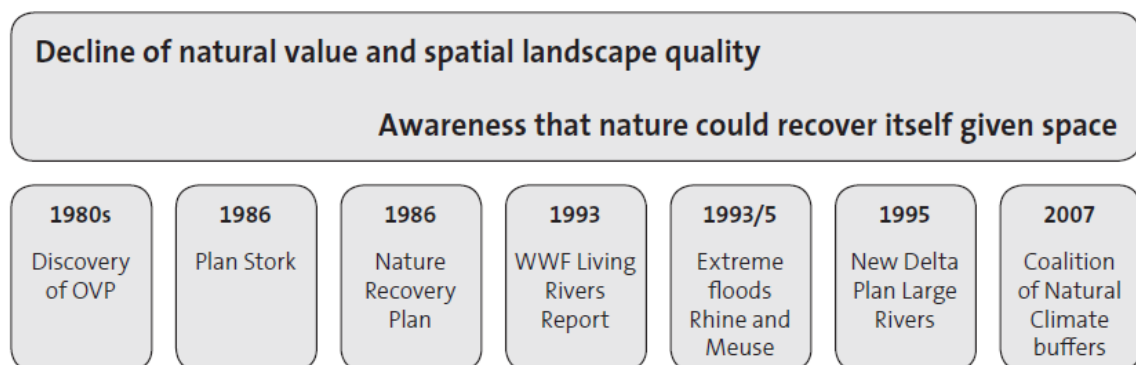 Decline of natural value and spatial landscape quality
Awareness that nature could recover itself given space
1980s
Discovery
of OVP
1986
Plan Stork
1986
Nature
Recovery
Plan
1993
WWF Living
Rivers
Report
1993/5
Extreme
floods
Rhine and
Meuse
1995
New Delta
Plan Large
Rivers
2007
Coalition
of Natural
Climate
buffers